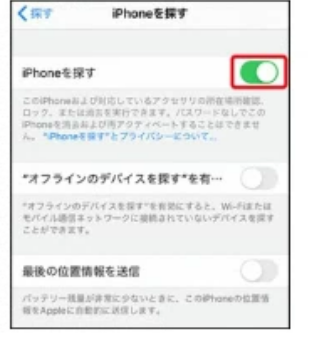 探す
iPhoneを探す
iPhoneを探す
このiPhoneおよび対応しているアクセサリの所在場所確認、
ロック、または消去を実行できます。パスワードなしでこの
iPhoneを消去および再アクティベートすることはできませ
ん。"iPhoneを探す"とプライバシーについて...
"オフラインのデバイスを探す"を有…
"オフラインのデバイスを探す"を有効にすると、Wi-Fiまたは
モバイル通信ネットワークに接続されていないデバイスを探す
ことができます。
最後の位置情報を送信
バッテリー残量が非常に少ないときに、このiPhoneの位置情
報をAppleに自動的に送信します。